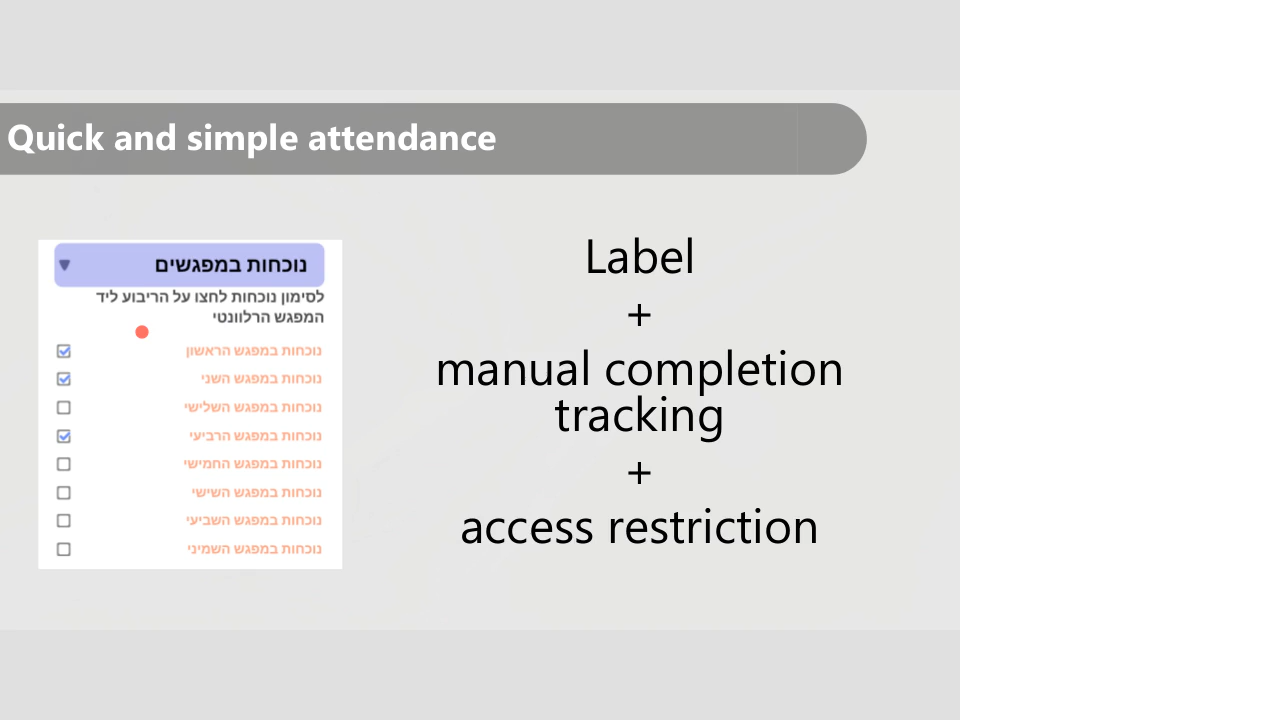 Quick and simple attendance
נוכחות במפגשים
לסימון נוכחות לחצו על הריבוע ליד
המפגש הרלוונטי
נוכחות במפגש הראשון
נוכחות במפגש השני
נוכחות במפגש השלישי
נוכחות במפגש הרביעי
נוכחות במפגש החמישי
נוכחות במפגש השישי
נוכחות במפגש השביעי
נוכחות במפגש השמיני
Label
+
manual completion
tracking
+
access restriction